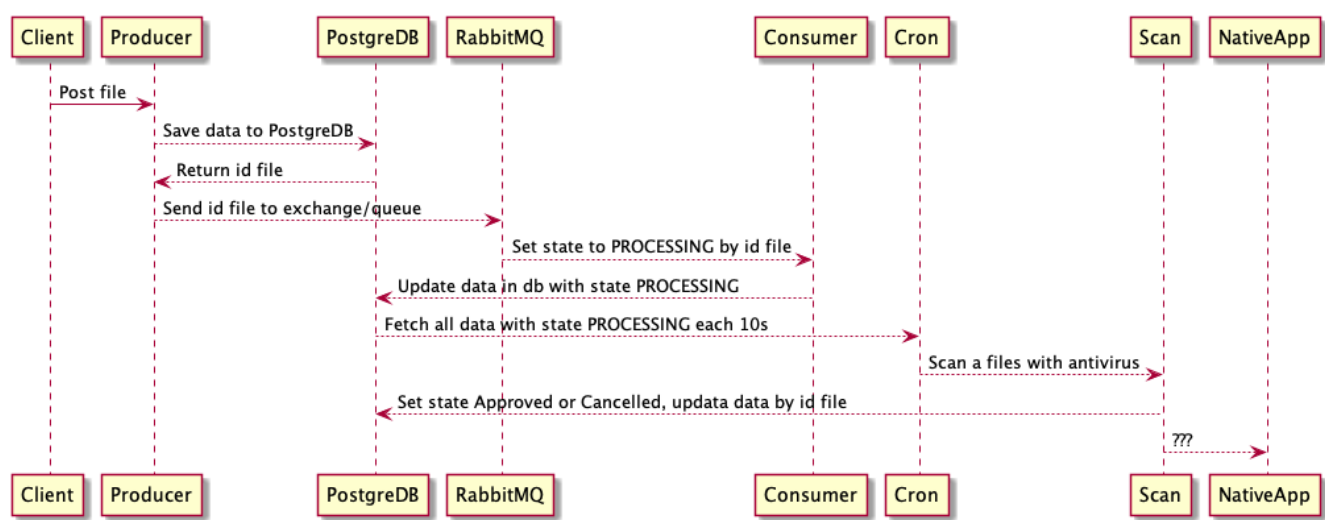 Client Producer PostgreDB RabbitMQ Consumer Cron Scan NativeApp
Post file
Save data to PostgreDB
Return id file
Send id file to exchange/queue
Set state to PROCESSING by id file
Update data in db with state PROCESSING
Fetch all data with state PROCESSING each 10s
Scan a files with antivirus
Set state Approved or Cancelled, updata data by id file
???
Client Producer PostgreDB RabbitMQ Consumer Cron Scan NativeApp